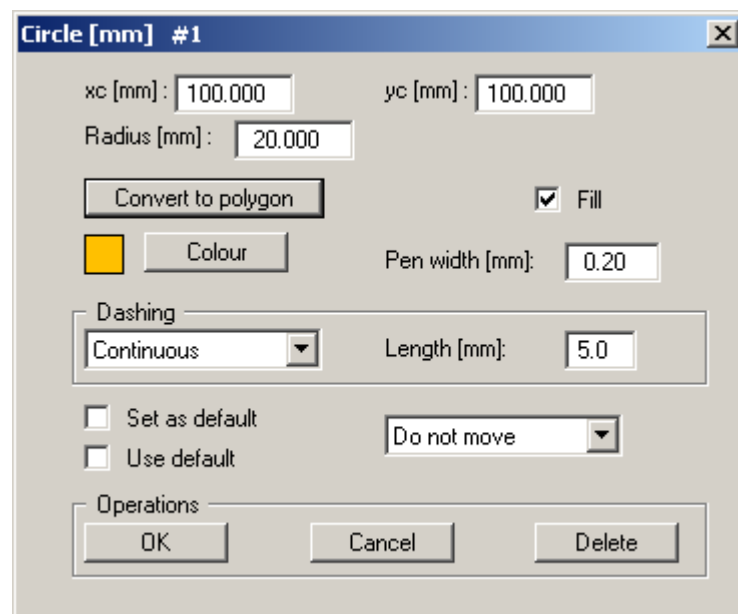 Circle [mm] #1
xc [mm] : 100.000 yc [mm] : 100.000
Radius [mm] : 20.000
Convert to polygon Fill
Colour Pen width [mm]: 0.20
Dashing
Continuous Length [mm]: 5.0
Set as default
Do not move
Use default
Operations
OK Cancel Delete